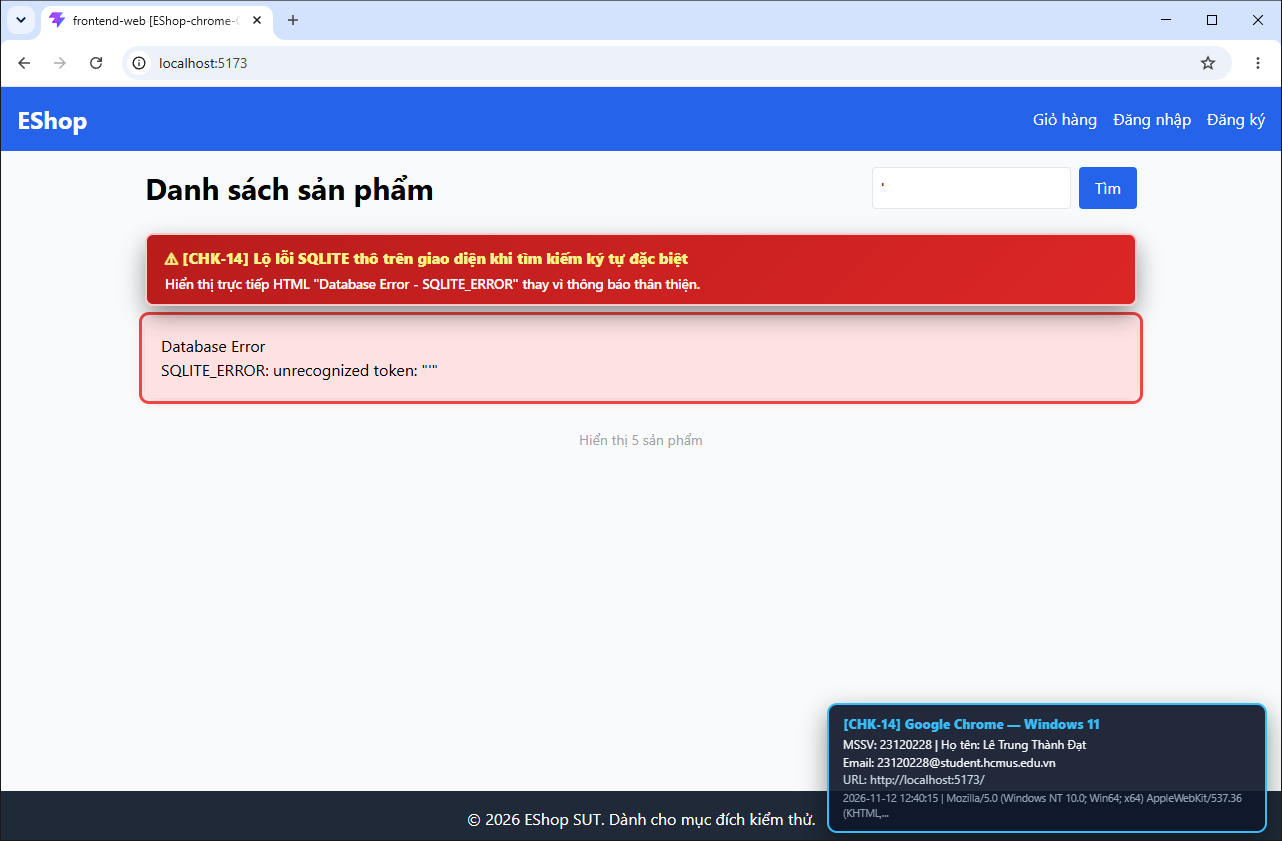 frontend-web [EShop-chrome-
localhost:5173
EShop
Giỏ hàng Đăng nhập Đăng ký
Danh sách sản phẩm
'
Tìm
⚠ [CHK-14] Lộ lỗi SQLITE thô trên giao diện khi tìm kiếm ký tự đặc biệt
Hiển thị trực tiếp HTML "Database Error - SQLITE_ERROR" thay vì thông báo thân thiện.
Database Error
SQLITE_ERROR: unrecognized token: "'"
Hiển thị 5 sản phẩm
[CHK-14] Google Chrome — Windows 11
MSSV: 23120228 | Họ tên: Lê Trung Thành Đạt
Email: 23120228@student.hcmus.edu.vn
URL: http://localhost:5173/
2026-11-12 12:40:15 | Mozilla/5.0 (Windows NT 10.0; Win64; x64) AppleWebKit/537.36
(KHTML,...
© 2026 EShop SUT. Dành cho mục đích kiểm thử.